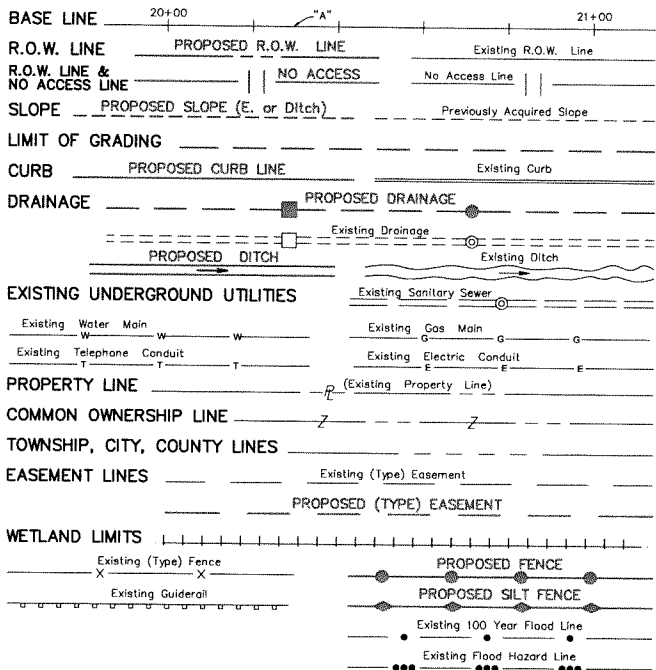 20+00 "A" 21+00
BASE LINE
R.O.W. LINE PROPOSED R.O.W. LINE Existing R.O.W. Line
R.O.W. LINE &
NO ACCESS LINE NO ACCESS No Access Line
SLOPE PROPOSED SLOPE (E. or Ditch) Previously Acquired Slope
LIMIT OF GRADING
CURB PROPOSED CURB LINE Existing Curb
DRAINAGE PROPOSED DRAINAGE
Existing Drainage
PROPOSED DITCH Existing Ditch
EXISTING UNDERGROUND UTILITIES Existing Sanitary Sewer
Existing Water Main Existing Gas Main
W W W G G G
Existing Telephone Conduit Existing Electric Conduit
T T T E E E
PROPERTY LINE PL (Existing Property Line)
COMMON OWNERSHIP LINE Z Z
TOWNSHIP, CITY, COUNTY LINES
EASEMENT LINES Existing (Type) Easement
PROPOSED (TYPE) EASEMENT
WETLAND LIMITS
Existing (Type) Fence PROPOSED FENCE
X X
Existing Guiderail PROPOSED SILT FENCE
Existing 100 Year Flood Line
Existing Flood Hazard Line